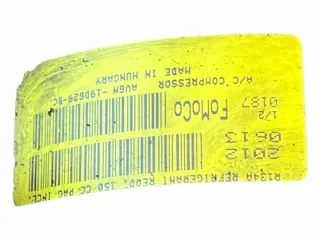 R134A REFRIGERANT REQD. 150 CC PAG INCL.
2012
0613
1/2
0187 FoMoCo
AV6M -19D629-BC
A/C COMPRESSOR
MADE IN HUNGARY